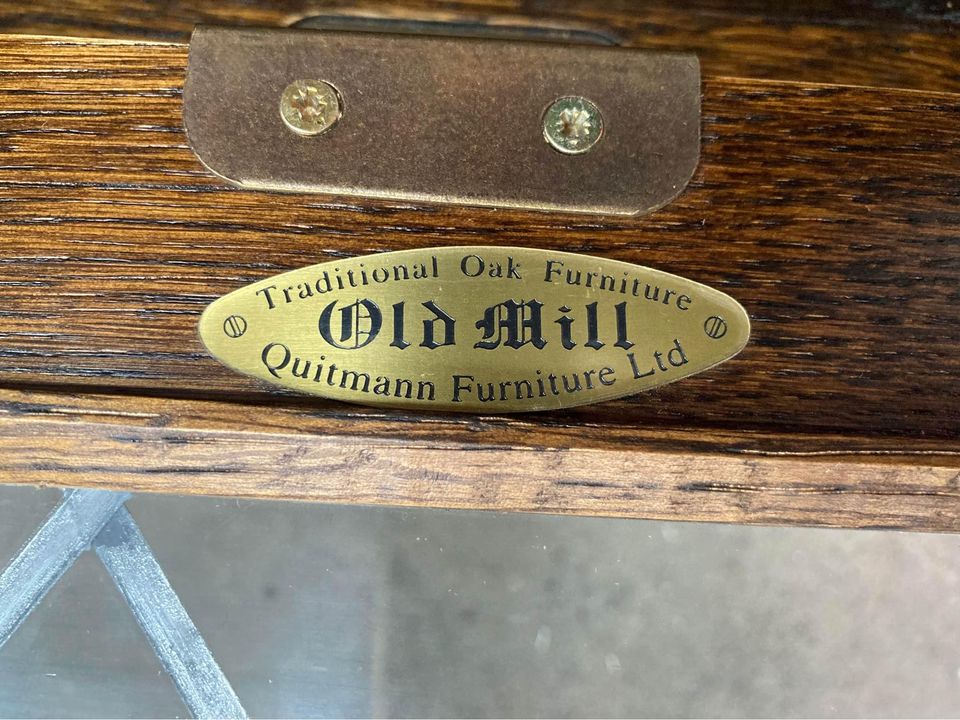 Traditional Oak Furniture
Old Mill
Quitmann Furniture Ltd